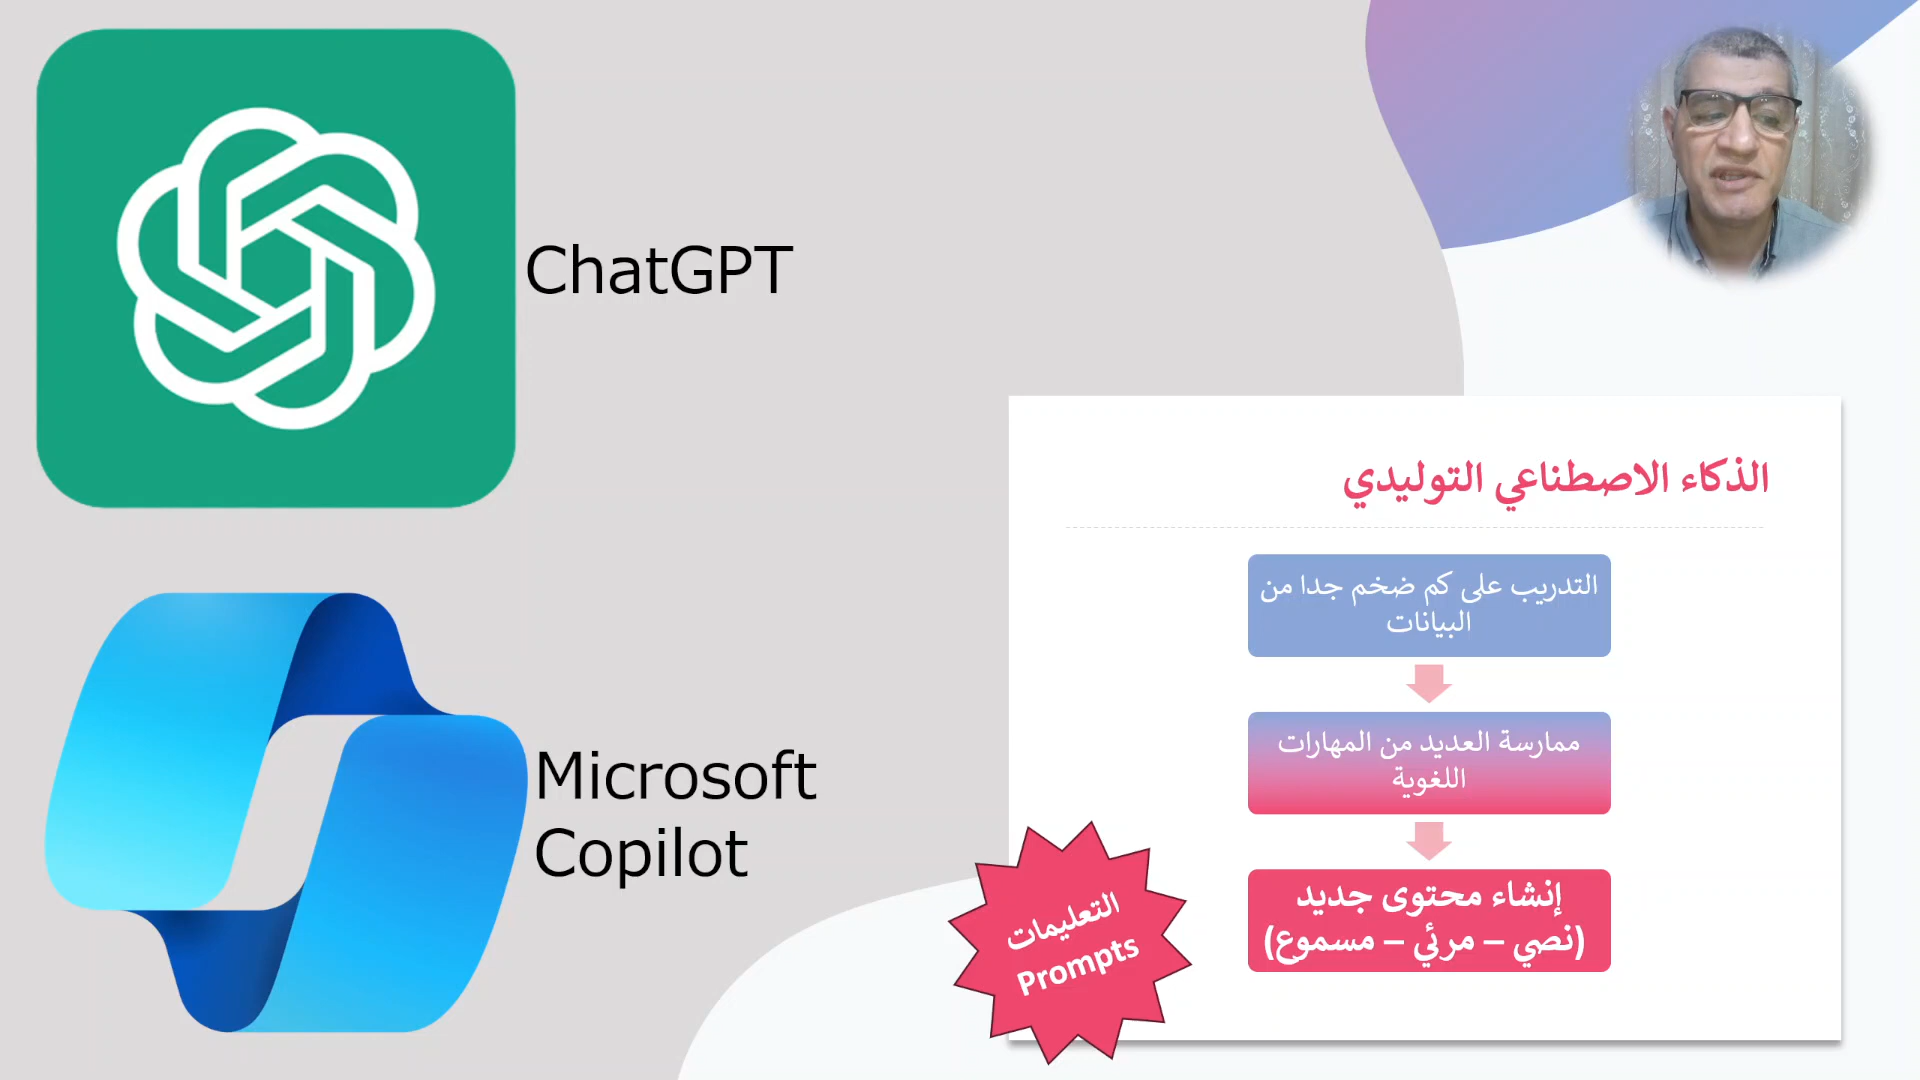 ChatGPT
Microsoft
Copilot
الذكاء الاصطناعي التوليدي
التدريب على كم ضخم جدا من
البيانات
ممارسة العديد من المهارات
اللغوية
إنشاء محتوى جديد
(نصي – مرئي – مسموع)
التعليمات
Prompts